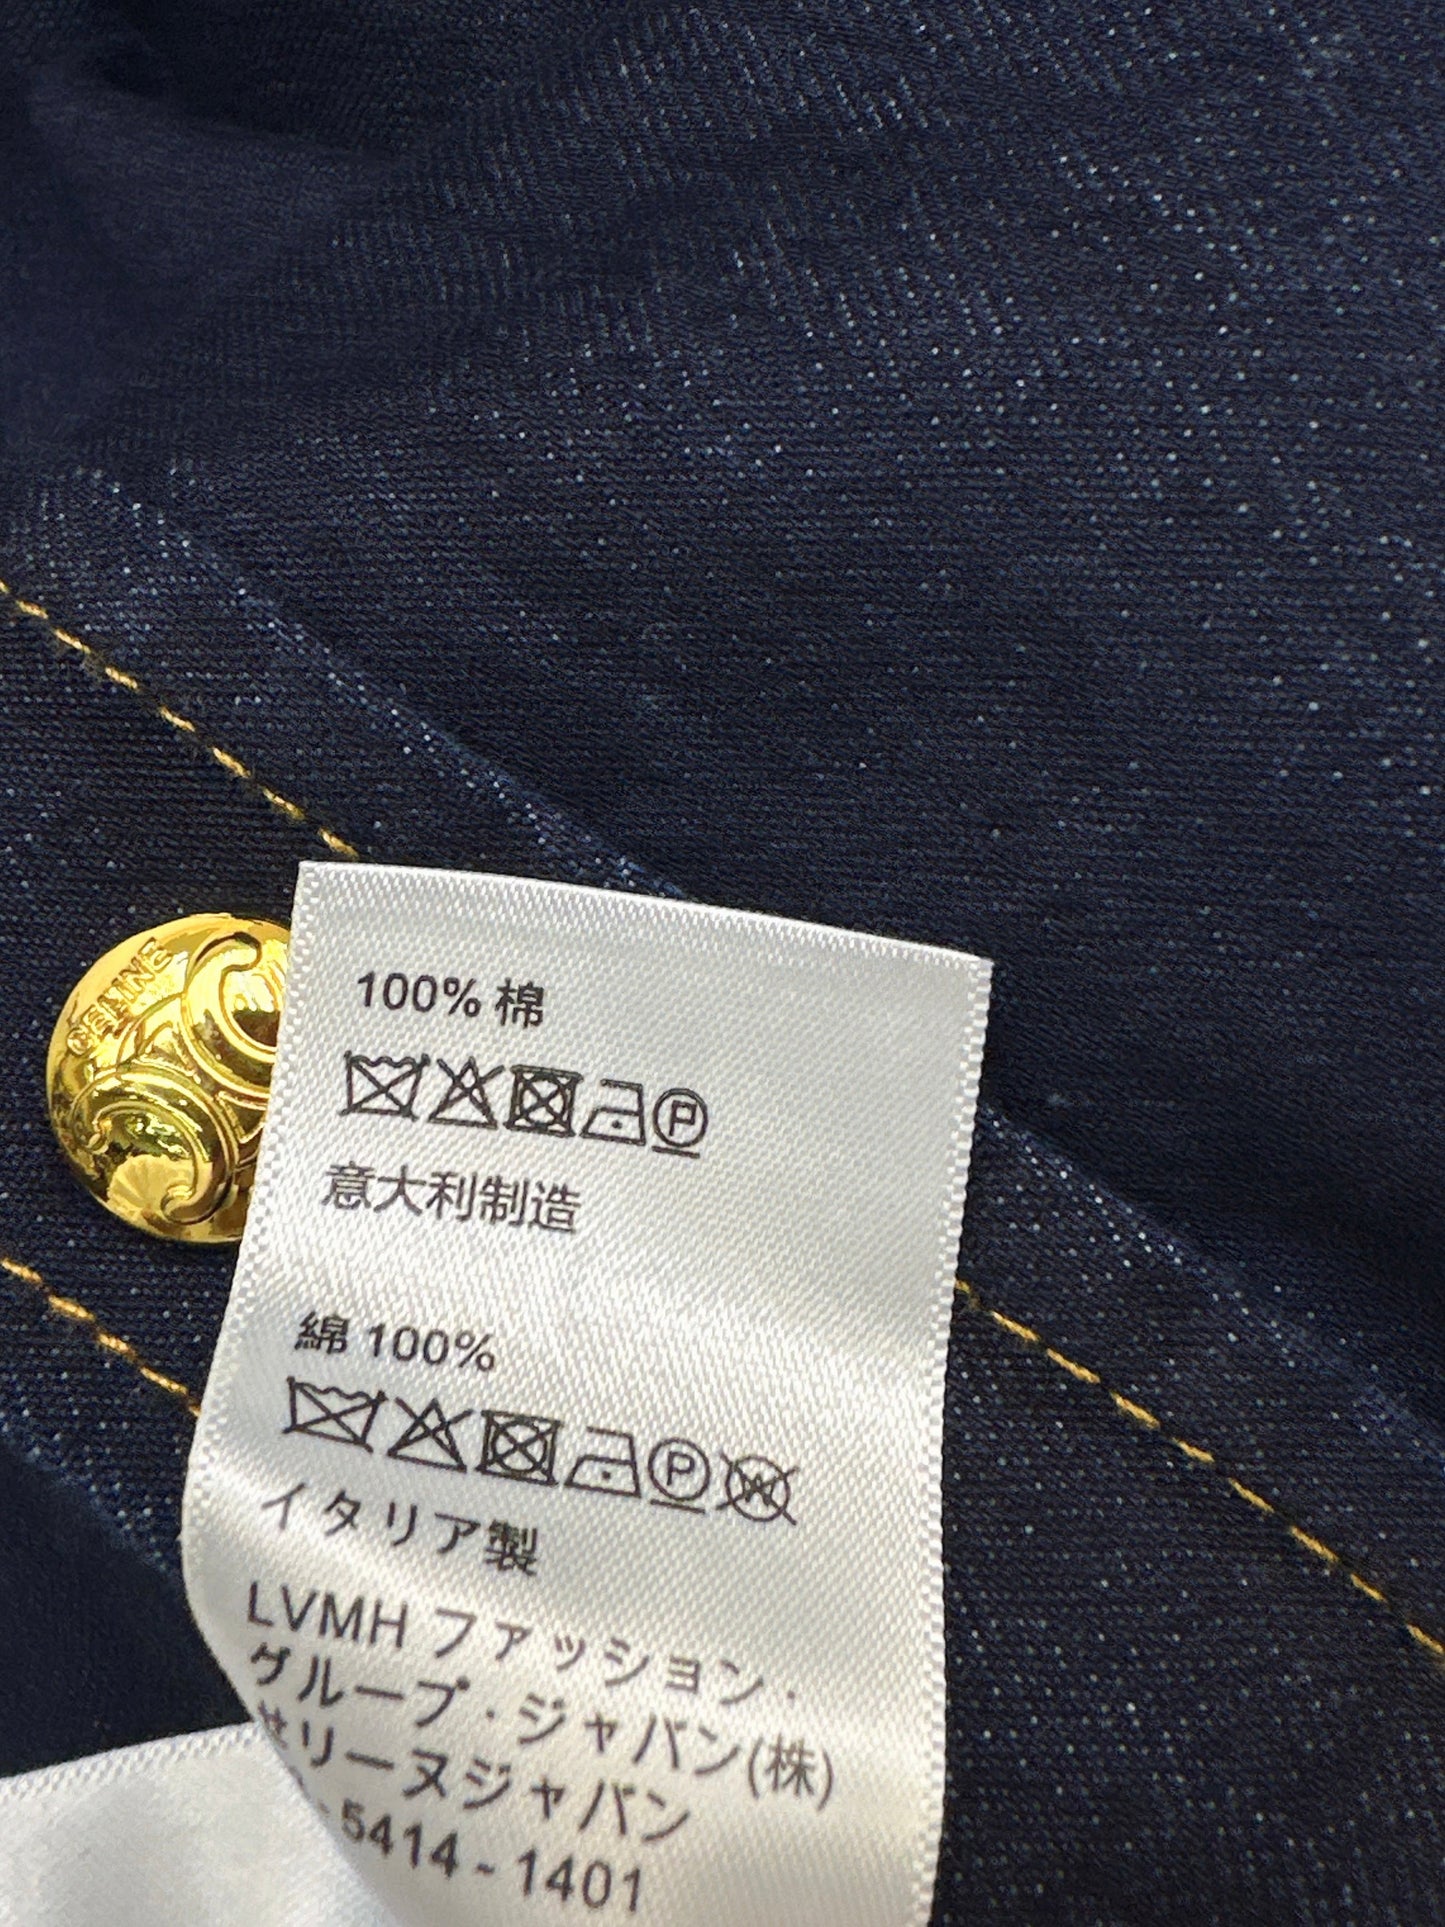 CELINE
100% 棉
意大利制造
綿 100%
イタリア製
LVMH ファッション・
グループ・ジャパン(株)
セリーヌジャパン
5414-1401